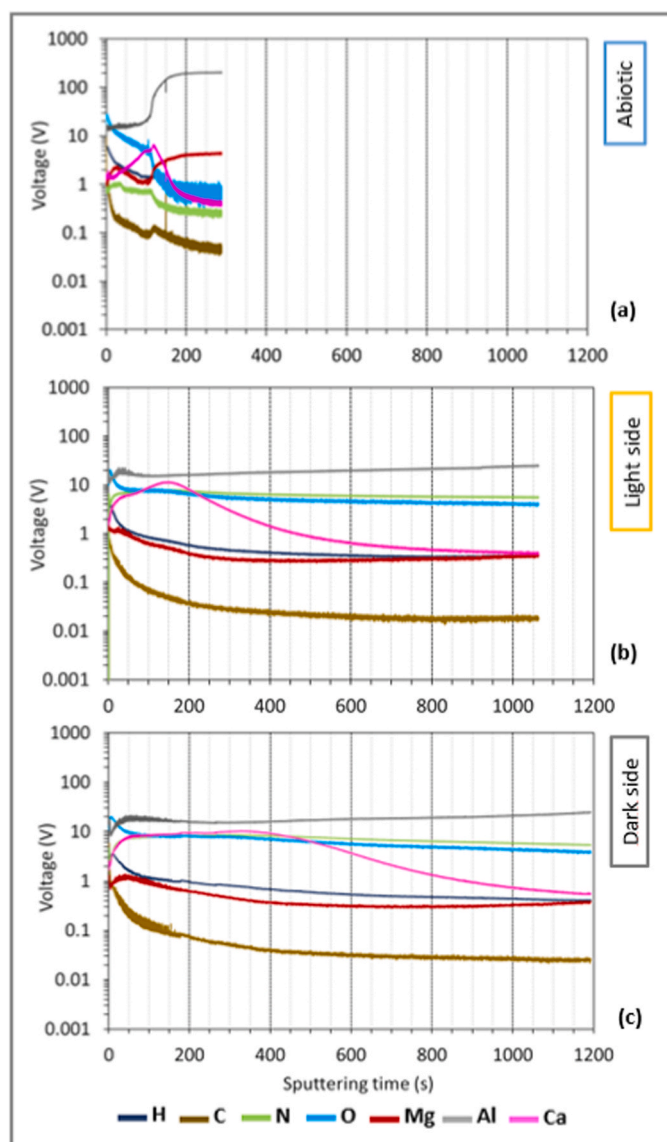 1000
100
10
1
0.1
0.01
0.001
Voltage (V)
0 200 400 600 800 1000 1200
Abiotic
(a)
1000
100
10
1
0.1
0.01
0.001
Voltage (V)
0 200 400 600 800 1000 1200
Light side
(b)
1000
100
10
1
0.1
0.01
0.001
Voltage (V)
0 200 400 600 800 1000 1200
Dark side
(c)
Sputtering time (s)
H C N O Mg Al Ca